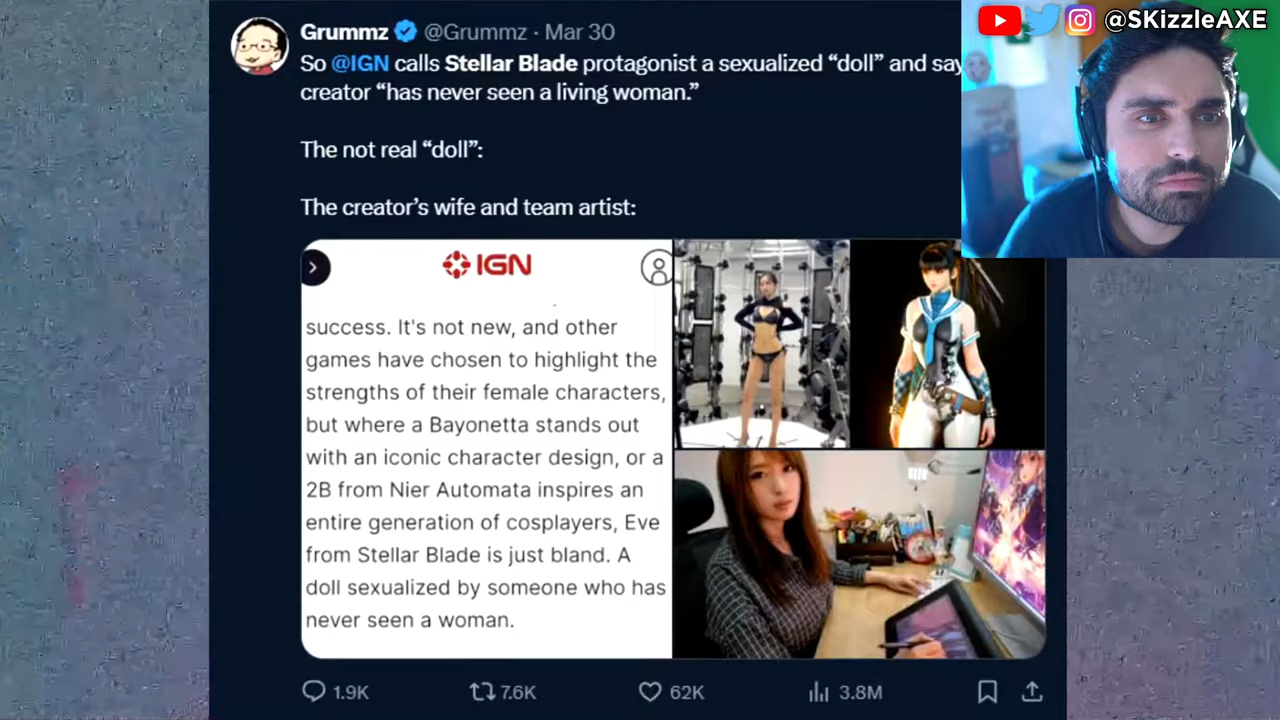 Grummz @Grummz · Mar 30
So @IGN calls Stellar Blade protagonist a sexualized “doll” and say
creator “has never seen a living woman.”
The not real “doll”:
The creator’s wife and team artist:
@SKizzleAXE
IGN
success. It's not new, and other
games have chosen to highlight the
strengths of their female characters,
but where a Bayonetta stands out
with an iconic character design, or a
2B from Nier Automata inspires an
entire generation of cosplayers, Eve
from Stellar Blade is just bland. A
doll sexualized by someone who has
never seen a woman.
1.9K 7.6K 62K 3.8M